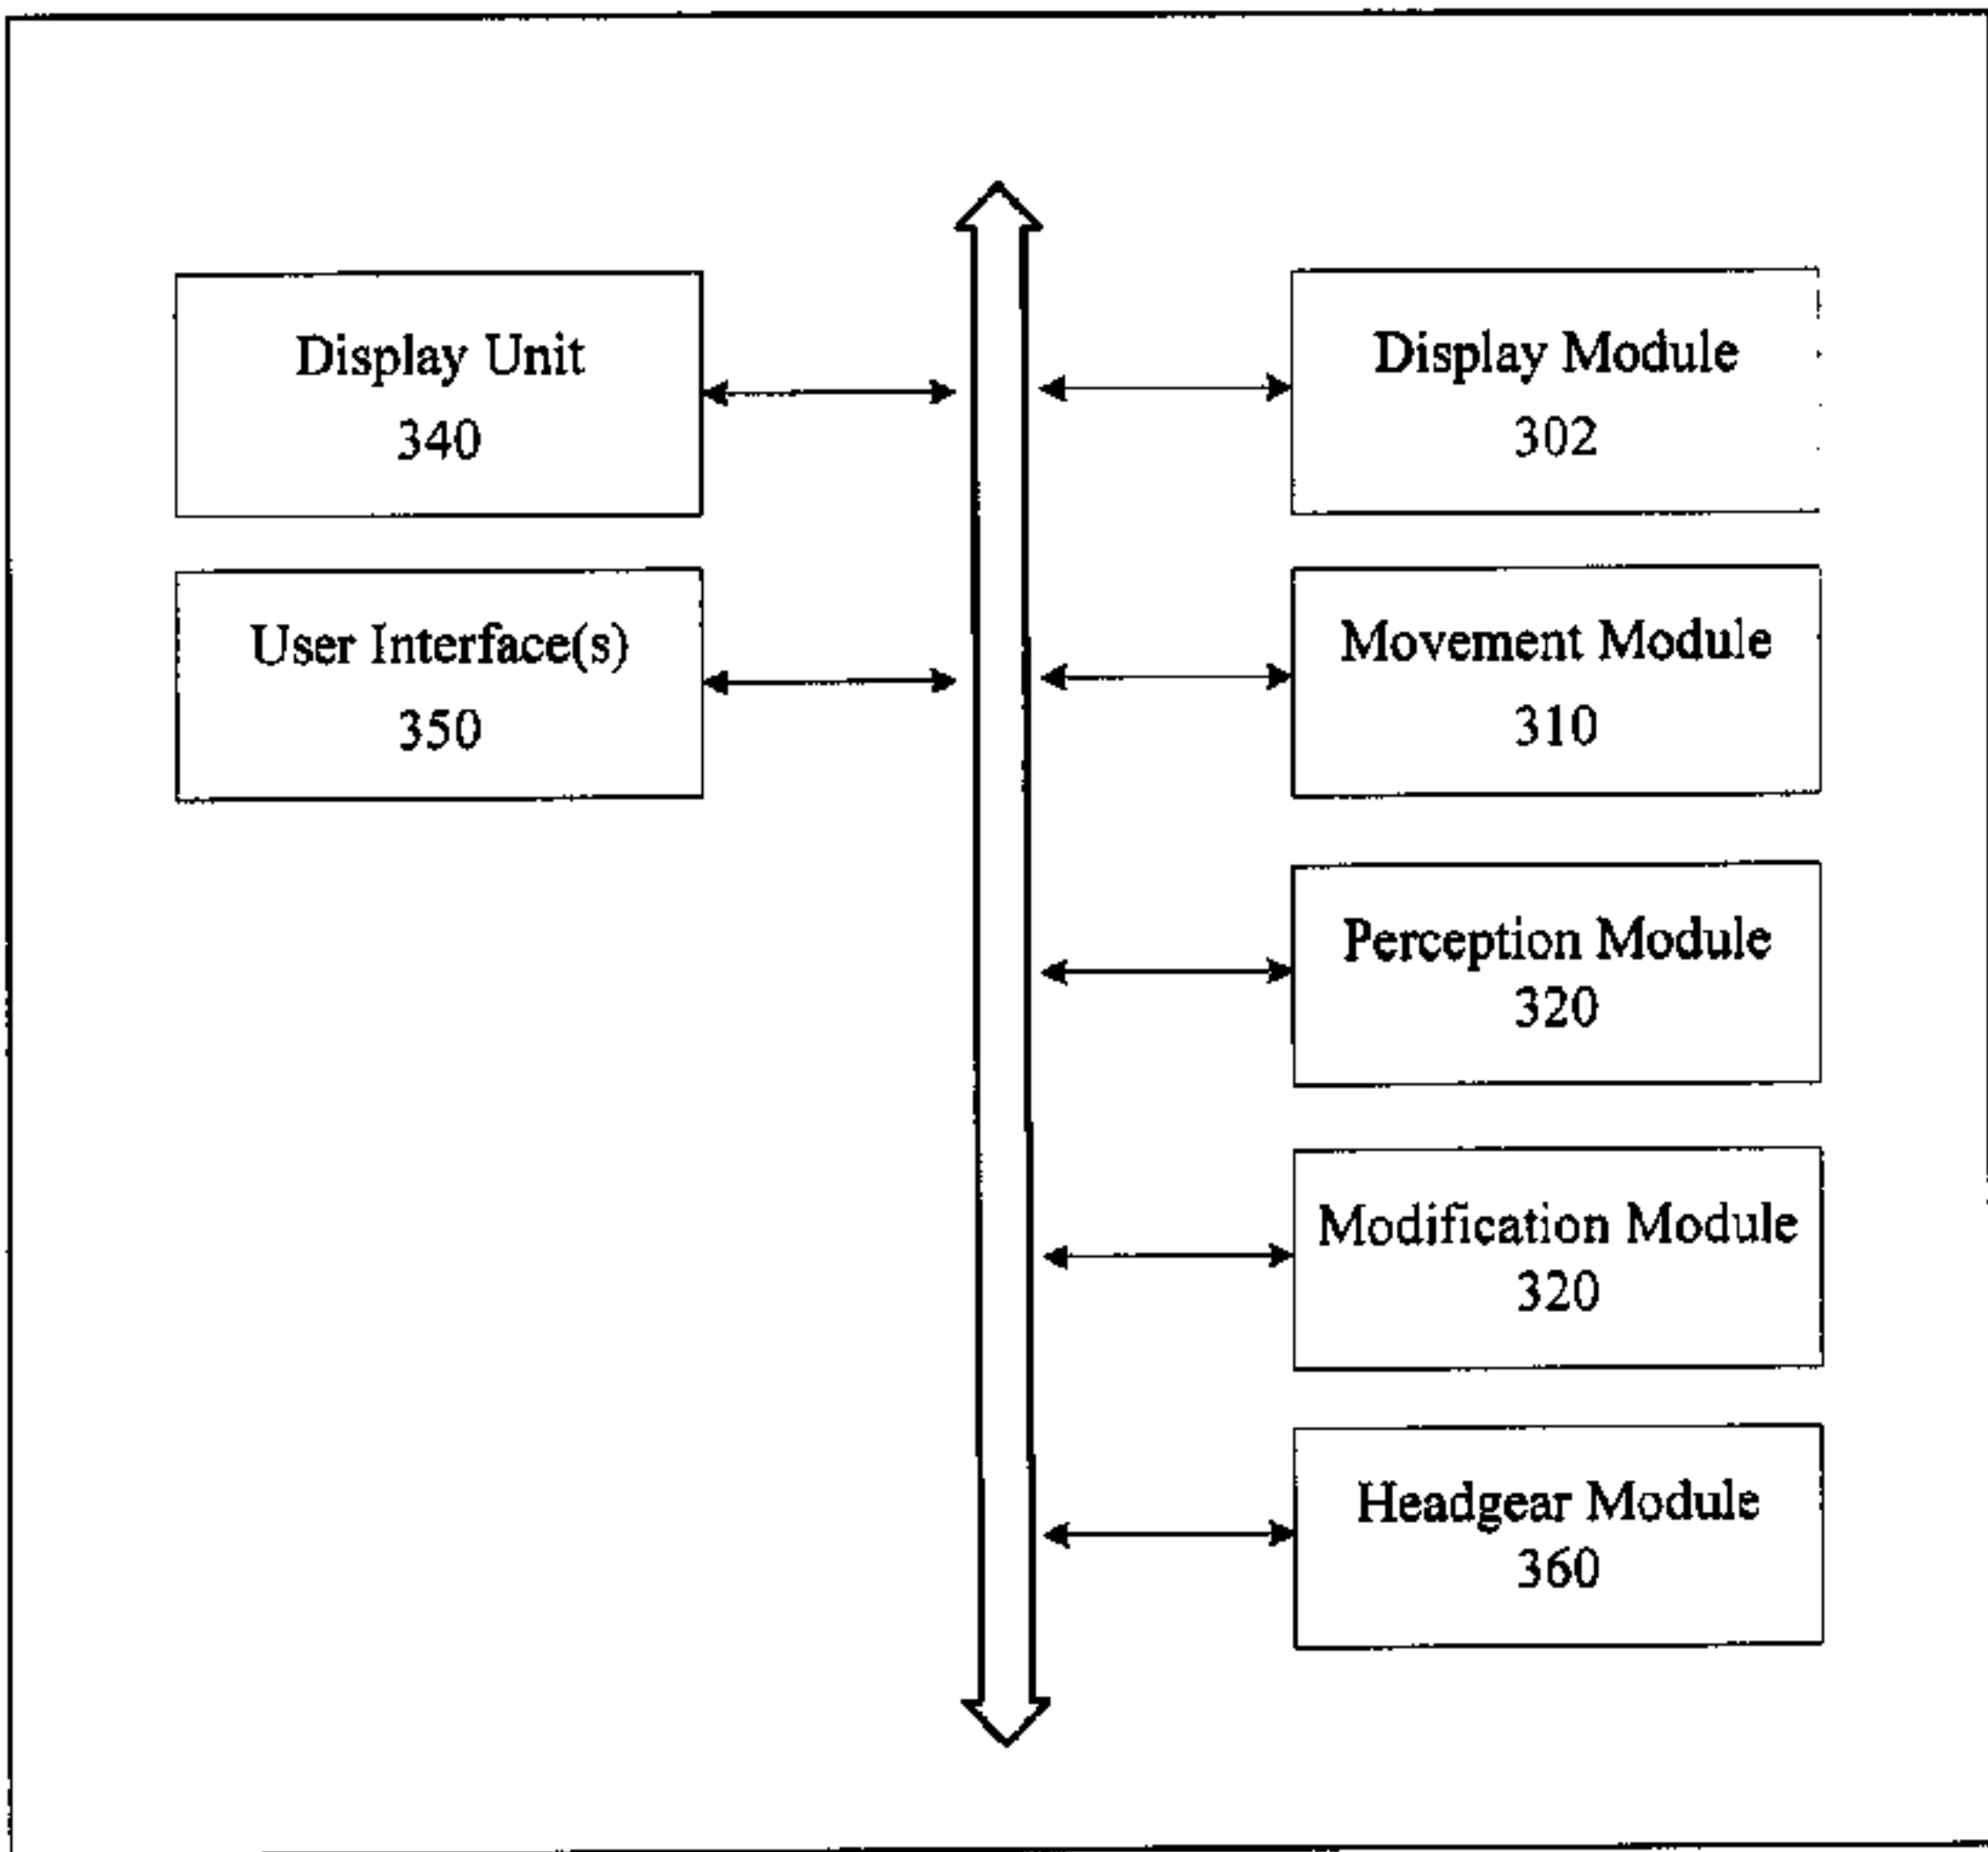 Display Unit
340
User Interface(s)
350
Display Module
302
Movement Module
310
Perception Module
320
Modification Module
320
Headgear Module
360